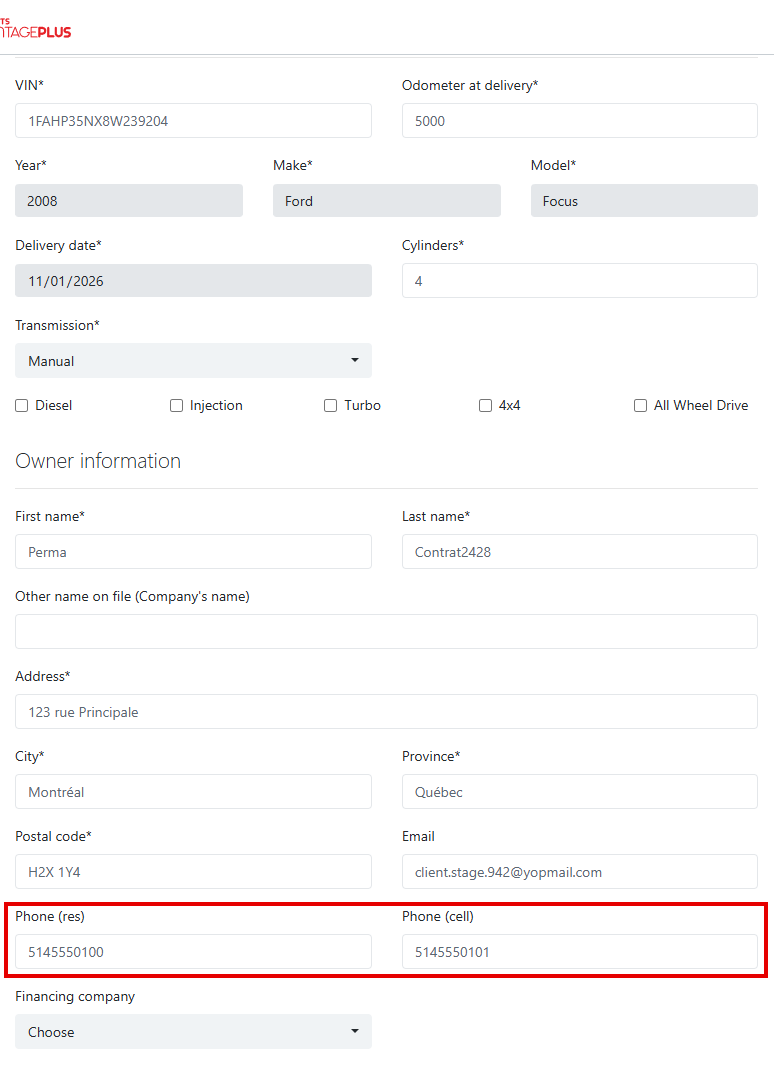 TS
NTAGEPLUS
VIN* Odometer at delivery*
1FAHP35NX8W239204 5000
Year* Make* Model*
2008 Ford Focus
Delivery date* Cylinders*
11/01/2026 4
Transmission*
Manual
Diesel Injection Turbo 4x4 All Wheel Drive
Owner information
First name* Last name*
Perma Contrat2428
Other name on file (Company's name)
Address*
123 rue Principale
City* Province*
Montréal Québec
Postal code* Email
H2X 1Y4 client.stage.942@yopmail.com
Phone (res) Phone (cell)
5145550100 5145550101
Financing company
Choose